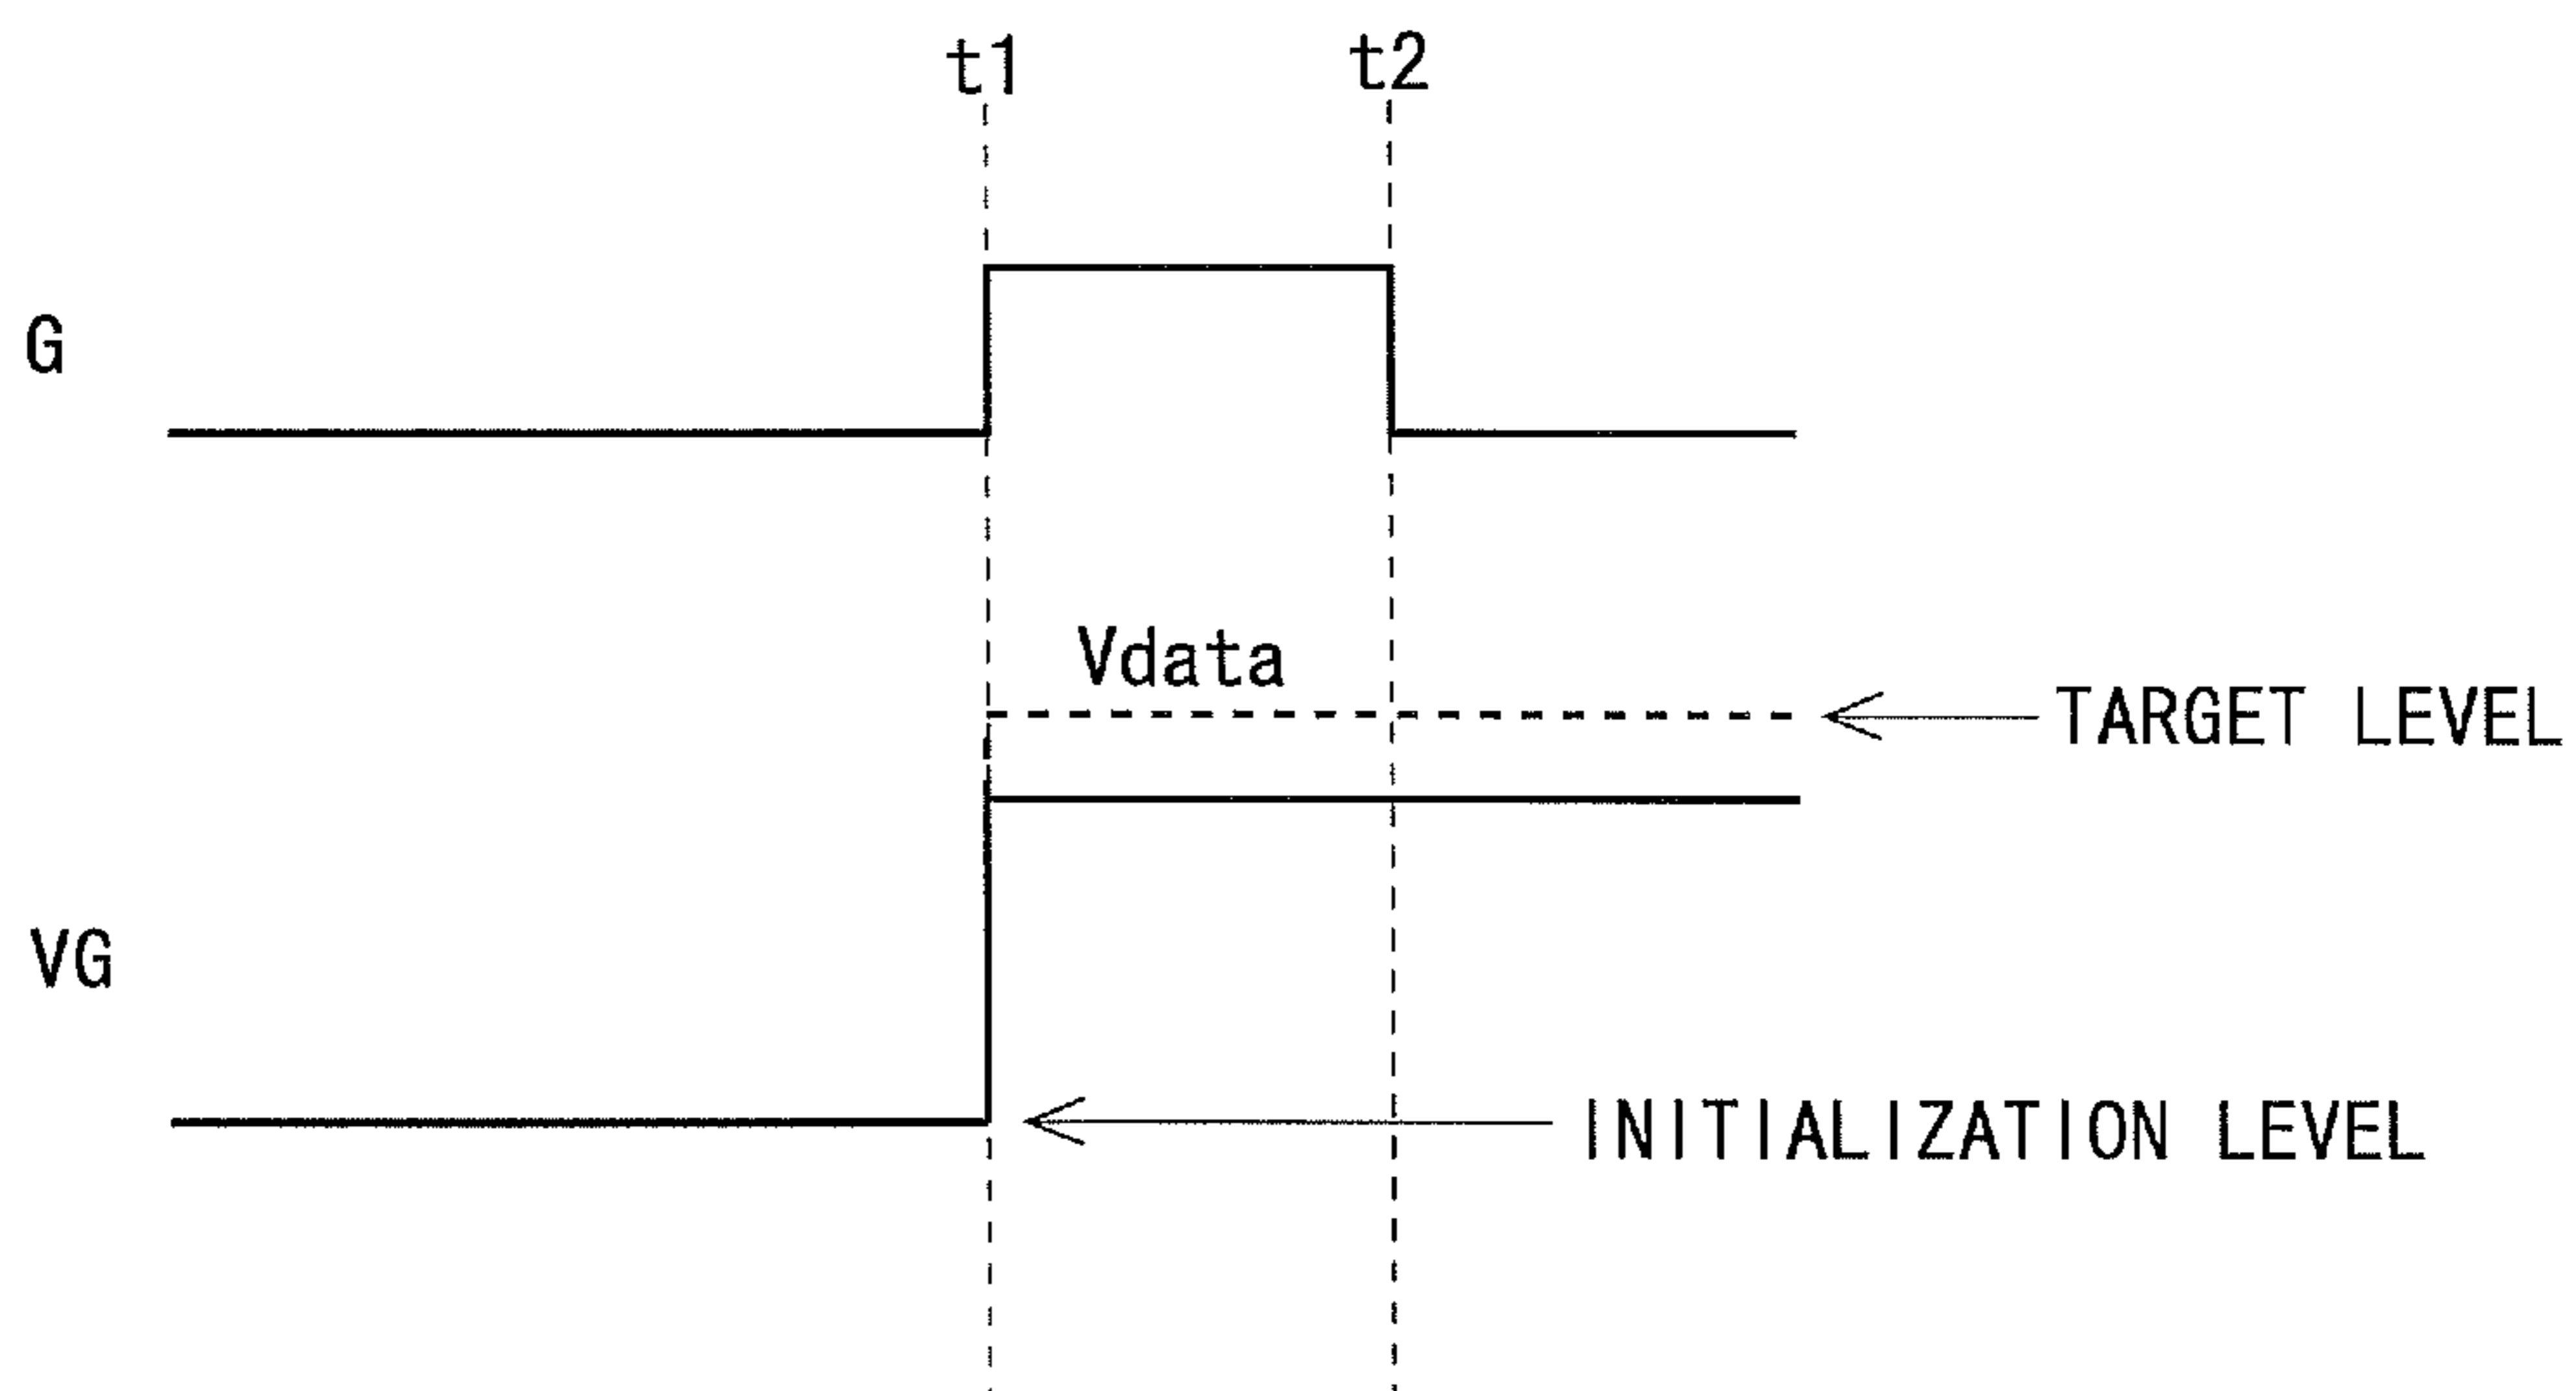 t1 t2
G
Vdata
TARGET LEVEL
VG
INITIALIZATION LEVEL